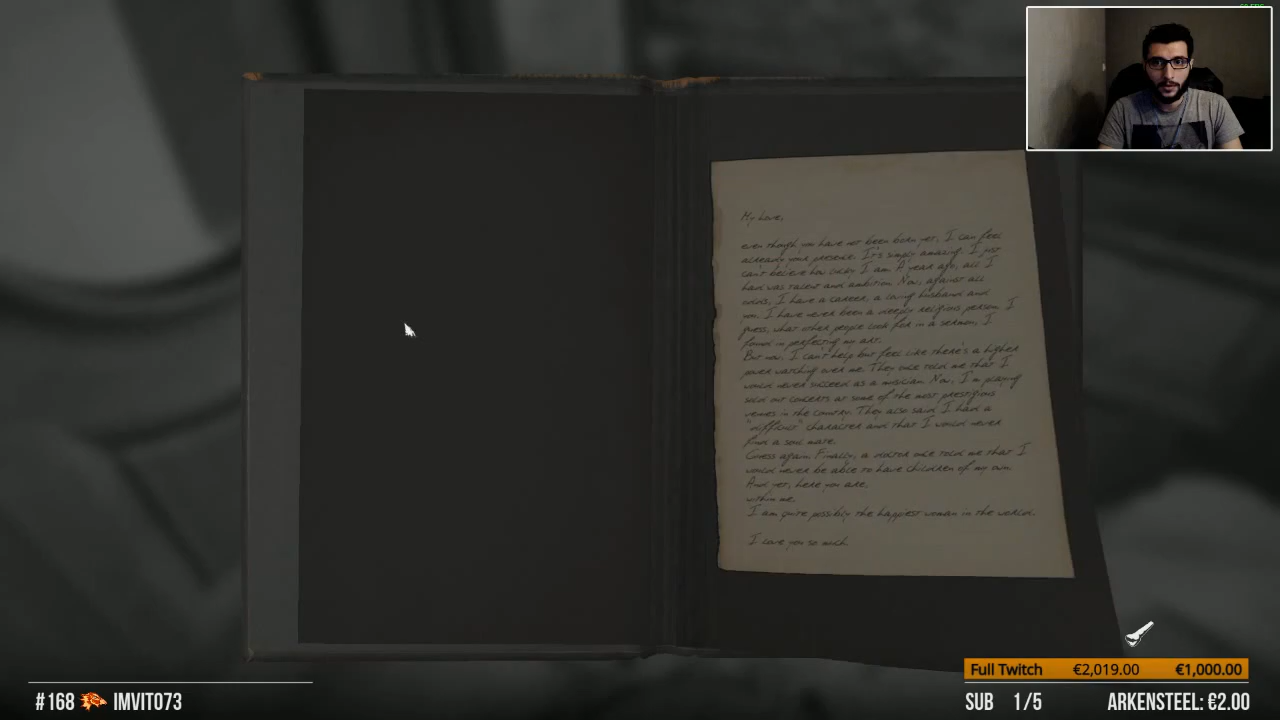 My Love,
even though you have not been born yet, I can feel
already your presence. It's simply amazing. I just
can't believe how lucky I am. A year ago, all I
had was talent and ambition. Now, against all
odds, I have a career, a loving husband and
you. I have never been a deeply religious person. I
guess, what other people look for in a sermon, I
found in perfecting my art.
But now, I can't help but feel like there's a higher
power watching over me. They once told me that I
would never succeed as a musician. Now, I'm playing
sold out concerts at some of the most prestigious
venues in the country. They also said I had a
"difficult" character and that I would never
find a soul mate.
Guess again. Finally, a doctor once told me that I
would never be able to have children of my own.
And yet, here you are.
within me.
I am quite possibly the happiest woman in the world.
I love you so much
Full Twitch €2,019.00 €1,000.00
#168 IMVITO73
SUB 1/5 ARKENSTEEL: €2.00